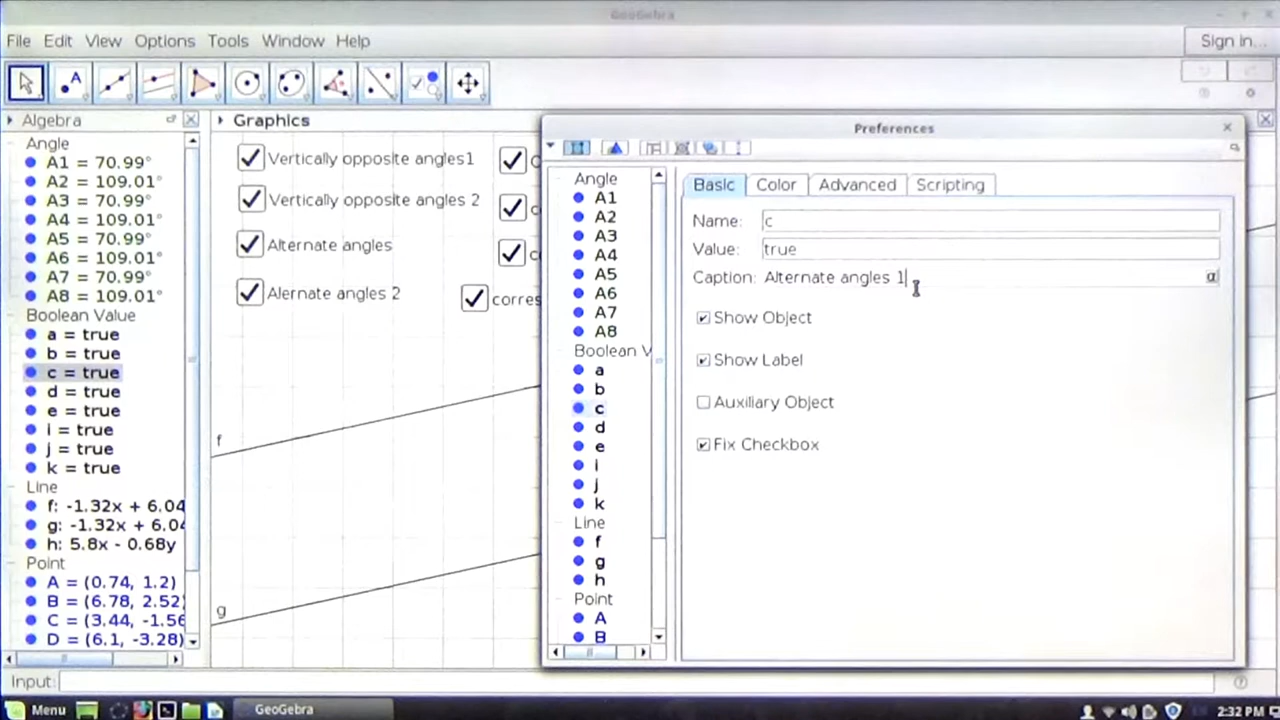 GeoGebra
File Edit View Options Tools Window Help
Sign in...
Algebra
Angle
A1 = 70.99°
A2 = 109.01°
A3 = 70.99°
A4 = 109.01°
A5 = 70.99°
A6 = 109.01°
A7 = 70.99°
A8 = 109.01°
Boolean Value
a = true
b = true
c = true
d = true
e = true
i = true
j = true
k = true
Line
f: -1.32x + 6.04
g: -1.32x + 6.04
h: 5.8x - 0.68y
Point
A = (0.74, 1.2)
B = (6.78, 2.52)
C = (3.44, -1.56
D = (6.1, -3.28)
Graphics
Vertically opposite angles1
Vertically opposite angles 2
Alternate angles
Alernate angles 2
corres
f
g
Preferences
Angle
A1
A2
A3
A4
A5
A6
A7
A8
Boolean V
a
b
c
d
e
i
j
k
Line
f
g
h
Point
A
B
Basic Color Advanced Scripting
Name: c
Value: true
Caption: Alternate angles 1 α
Show Object
Show Label
Auxiliary Object
Fix Checkbox
Input:
Menu GeoGebra 2:32 PM